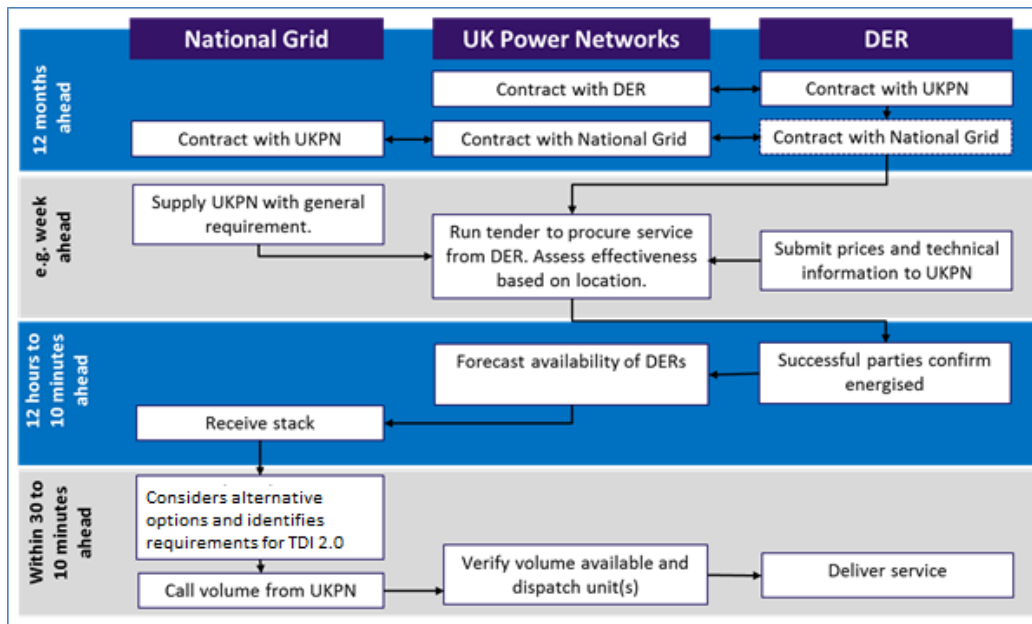 National Grid
UK Power Networks
DER
12 months
ahead
Contract with DER
Contract with UKPN
Contract with UKPN
Contract with National Grid
Contract with National Grid
e.g. week
ahead
Supply UKPN with general
requirement.
Run tender to procure service
from DER. Assess effectiveness
based on location.
Submit prices and technical
information to UKPN
12 hours to
10 minutes
ahead
Forecast availability of DERs
Successful parties confirm
energised
Receive stack
Within 30 to
10 minutes
ahead
Considers alternative
options and identifies
requirements for TDI 2.0
Call volume from UKPN
Verify volume available and
dispatch unit(s)
Deliver service